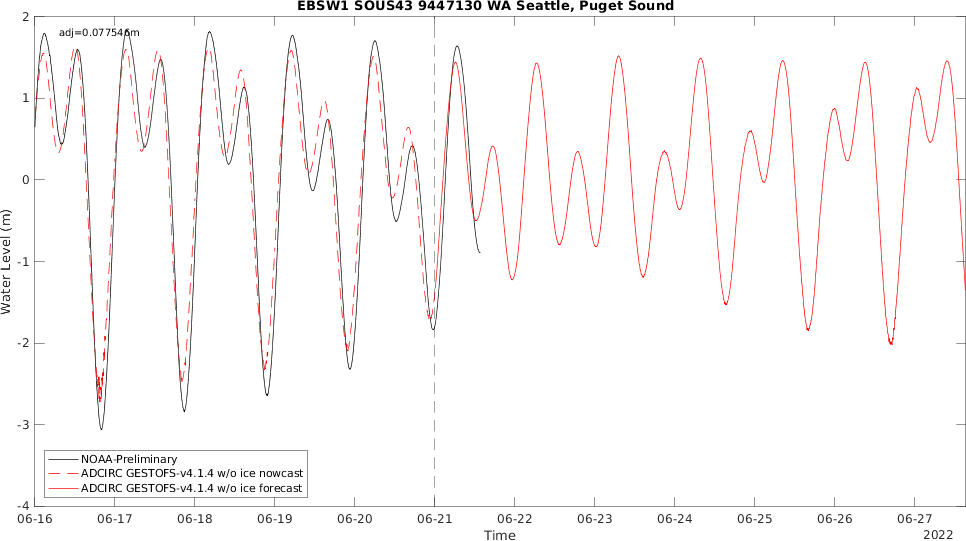 EBSW1 SOUS43 9447130 WA Seattle, Puget Sound
adj=0.077546m
2
1
0
-1
-2
-3
-4
Water Level (m)
NOAA-Preliminary
ADCIRC GESTOFS-v4.1.4 w/o ice nowcast
ADCIRC GESTOFS-v4.1.4 w/o ice forecast
06-16 06-17 06-18 06-19 06-20 06-21 06-22 06-23 06-24 06-25 06-26 06-27
Time
2022